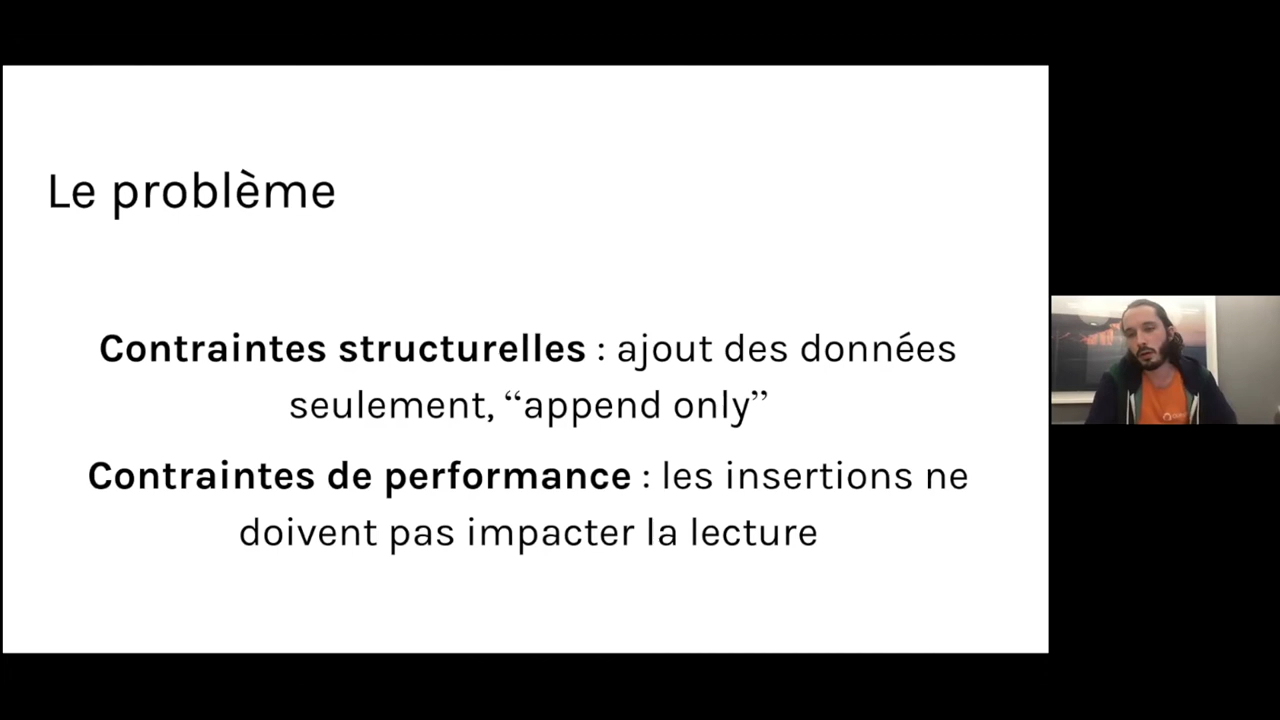 Le problème
Contraintes structurelles : ajout des données
seulement, “append only”
Contraintes de performance : les insertions ne
doivent pas impacter la lecture